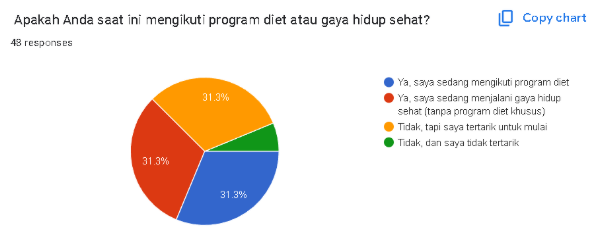 Apakah Anda saat ini mengikuti program diet atau gaya hidup sehat?
Copy chart
48 responses
Ya, saya sedang mengikuti program diet
Ya, saya sedang menjalani gaya hidup
sehat (tanpa program diet khusus)
Tidak, tapi saya tertarik untuk mulai
Tidak, dan saya tidak tertarik
31.3%
31.3%
31.3%